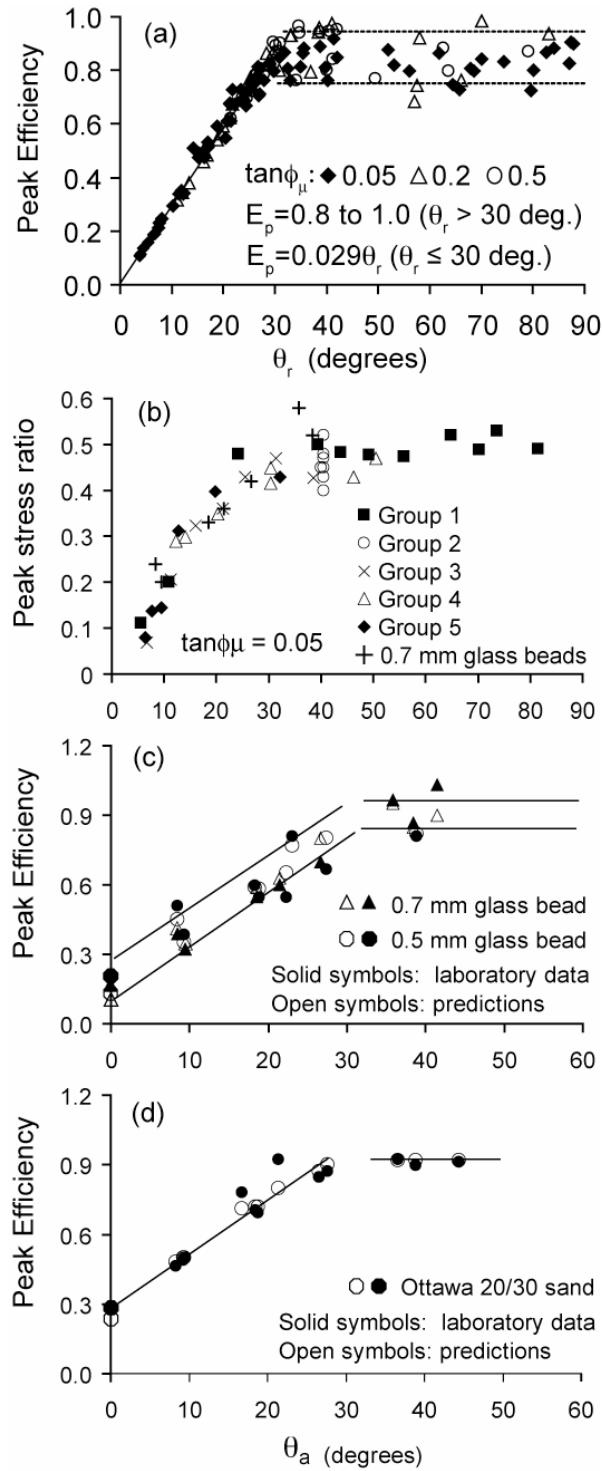 (a)
Peak Efficiency
1.0
0.8
0.6
0.4
0.2
0.0
tanϕμ: ◆ 0.05 △ 0.2 ○ 0.5
Ep=0.8 to 1.0 (θr > 30 deg.)
Ep=0.029θr (θr ≤ 30 deg.)
0 10 20 30 40 50 60 70 80 90
θr (degrees)
(b)
Peak stress ratio
0.6
0.5
0.4
0.3
0.2
0.1
0
■ Group 1
○ Group 2
× Group 3
△ Group 4
◆ Group 5
+ 0.7 mm glass beads
tanϕμ = 0.05
0 10 20 30 40 50 60 70 80 90
(c)
Peak Efficiency
1.2
0.9
0.6
0.3
0.0
△ ▲ 0.7 mm glass bead
○ ● 0.5 mm glass bead
Solid symbols: laboratory data
Open symbols: predictions
0 10 20 30 40 50 60
(d)
Peak Efficiency
1.2
0.9
0.6
0.3
0.0
○ ● Ottawa 20/30 sand
Solid symbols: laboratory data
Open symbols: predictions
0 10 20 30 40 50 60
θa (degrees)